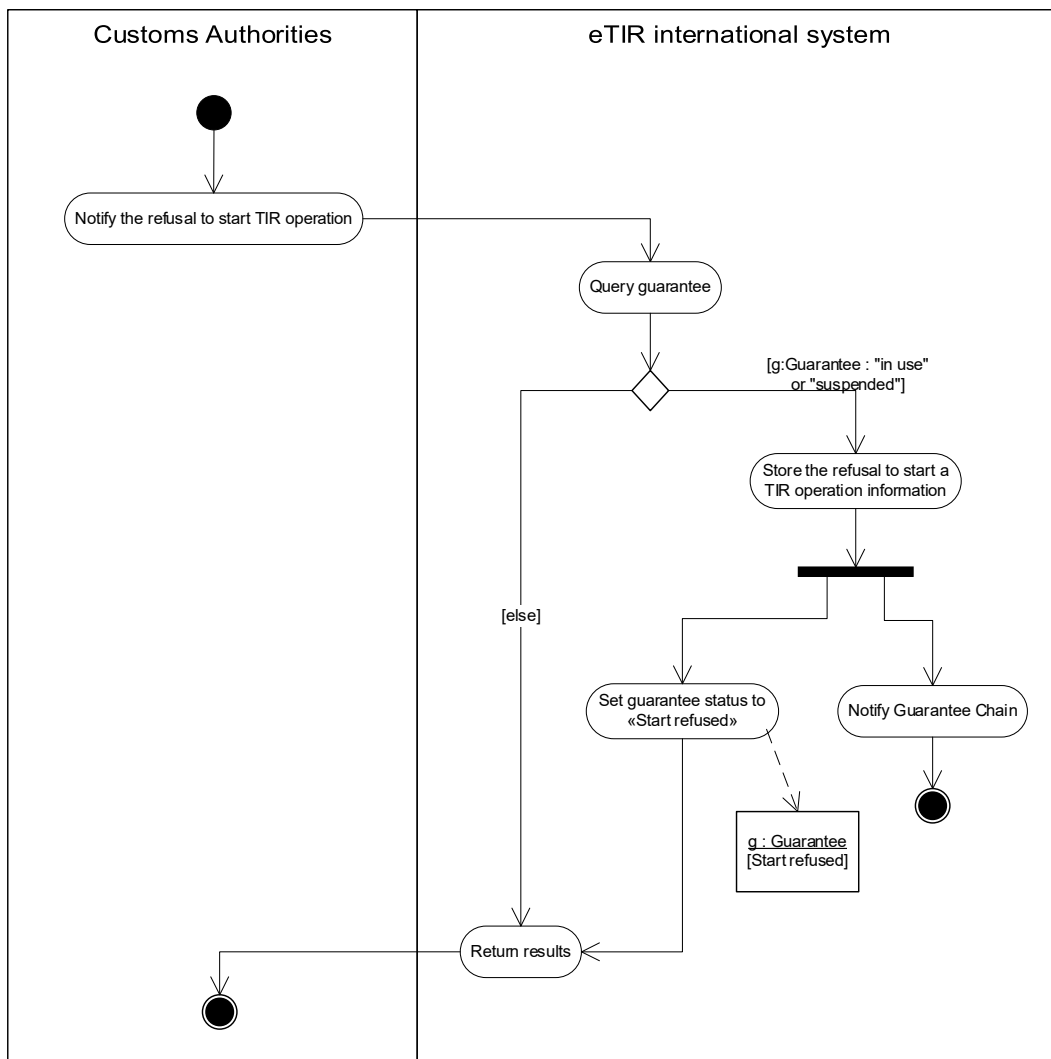 Customs Authorities
eTIR international system
Notify the refusal to start TIR operation
Query guarantee
[g:Guarantee : "in use"
or "suspended"]
Store the refusal to start a
TIR operation information
[else]
Set guarantee status to
«Start refused»
Notify Guarantee Chain
g : Guarantee
[Start refused]
Return results